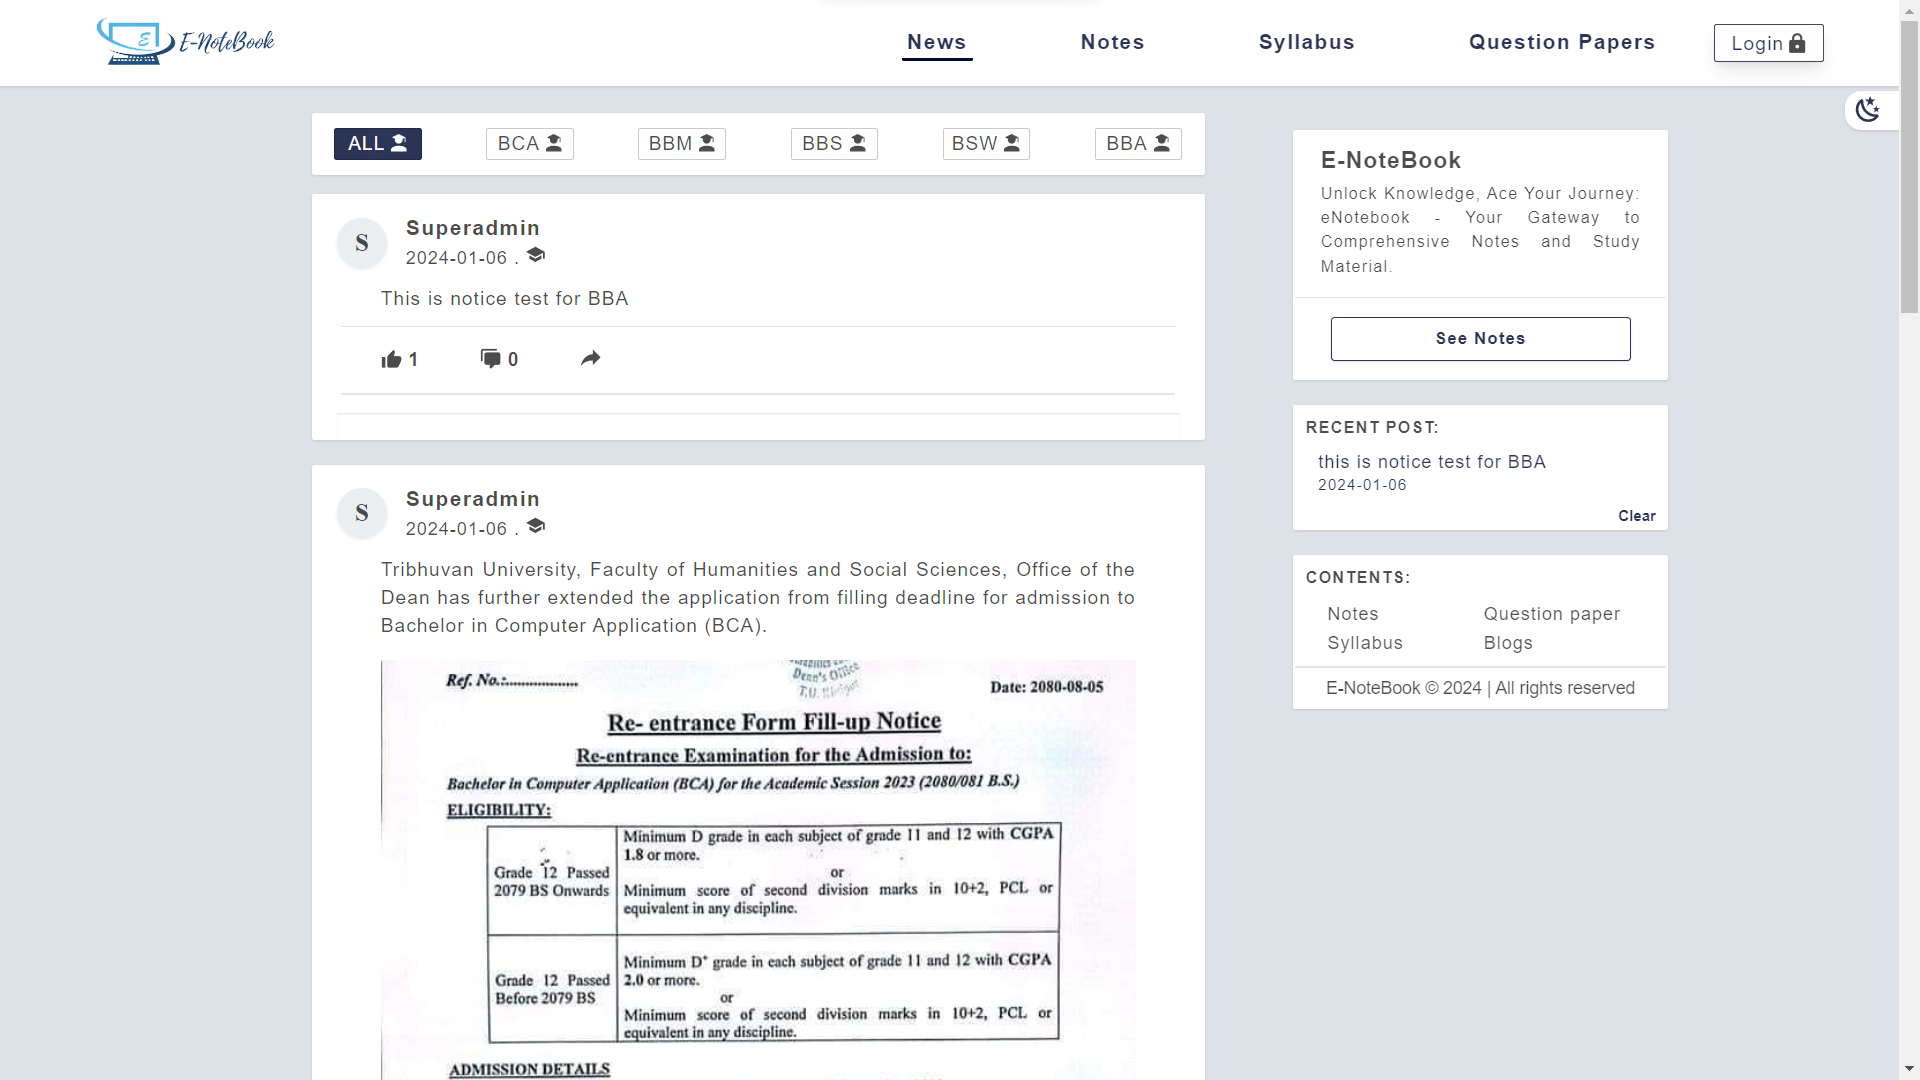 E-NoteBook
News
Notes
Syllabus
Question Papers
Login
ALL
BCA
BBM
BBS
BSW
BBA
S
Superadmin
2024-01-06 .
This is notice test for BBA
1
0
S
Superadmin
2024-01-06 .
Tribhuvan University, Faculty of Humanities and Social Sciences, Office of the
Dean has further extended the application from filling deadline for admission to
Bachelor in Computer Application (BCA).
Dean's Office
T.U.
Ref. No.:..................
Date: 2080-08-05
Re- entrance Form Fill-up Notice
Re-entrance Examination for the Admission to:
Bachelor in Computer Application (BCA) for the Academic Session 2023 (2080/081 B.S.)
ELIGIBILITY:
Grade 12 Passed
2079 BS Onwards
Minimum D grade in each subject of grade 11 and 12 with CGPA
1.8 or more.
or
Minimum score of second division marks in 10+2, PCL or
equivalent in any discipline.
Grade 12 Passed
Before 2079 BS
Minimum D+ grade in each subject of grade 11 and 12 with CGPA
2.0 or more.
or
Minimum score of second division marks in 10+2, PCL or
equivalent in any discipline.
ADMISSION DETAILS
E-NoteBook
Unlock Knowledge, Ace Your Journey:
eNotebook - Your Gateway to
Comprehensive Notes and Study
Material.
See Notes
RECENT POST:
this is notice test for BBA
2024-01-06
Clear
CONTENTS:
Notes
Question paper
Syllabus
Blogs
E-NoteBook © 2024 | All rights reserved